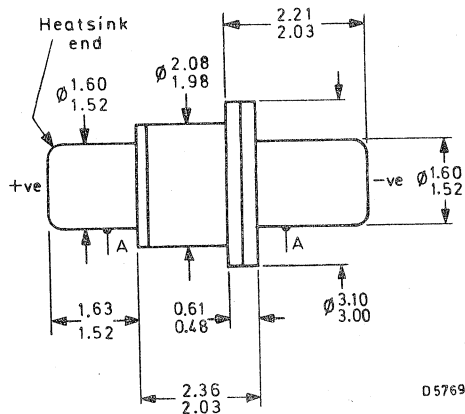 2.21
2.03
Heatsink
end
ø1.60
1.52
ø2.08
1.98
+ve
-ve
ø1.60
1.52
A
A
1.63
1.52
0.61
0.48
ø3.10
3.00
2.36
2.03
D5769